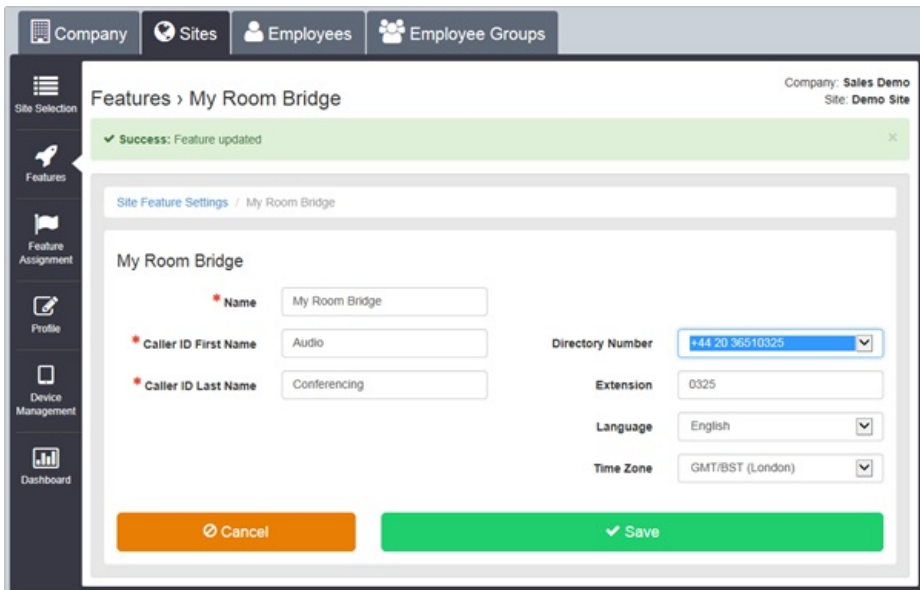 Company Sites Employees Employee Groups
Site Selection
Features
Feature
Assignment
Profile
Device
Management
Dashboard
Features › My Room Bridge
Company: Sales Demo
Site: Demo Site
Success: Feature updated ×
Site Feature Settings / My Room Bridge
My Room Bridge
* Name My Room Bridge
* Caller ID First Name Audio Directory Number +44 20 36510325
* Caller ID Last Name Conferencing Extension 0325
Language English
Time Zone GMT/BST (London)
Cancel Save